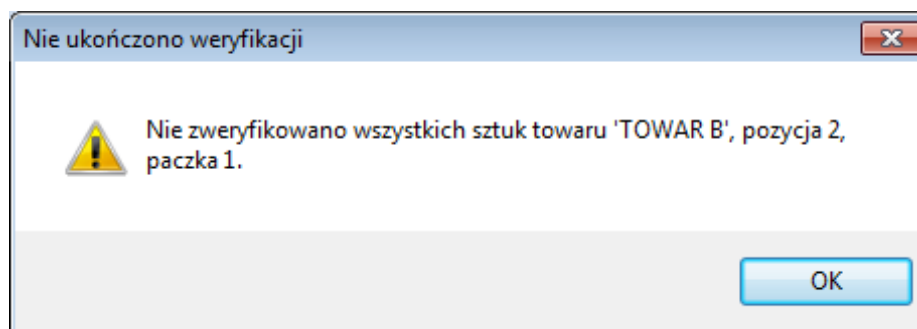 Nie ukończono weryfikacji
Nie zweryfikowano wszystkich sztuk towaru 'TOWAR B', pozycja 2,
paczka 1.
OK